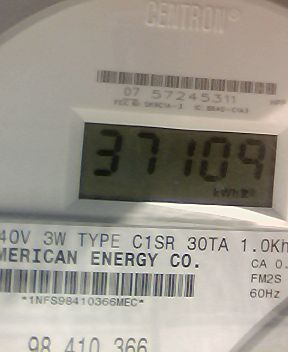 CENTRON®
07 57245311
37109
kWh
40V 3W TYPE C1SR 30TA 1.0Kh
MERICAN ENERGY CO.
CA 0.
FM2S
60Hz
*1NFS98410366MEC*
98 410 366